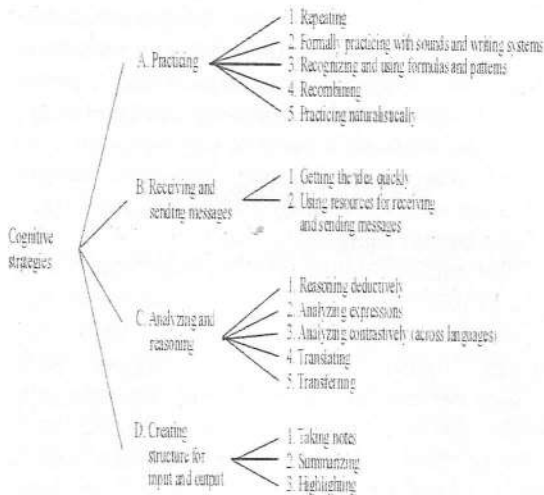 Cognitive
strategies
A. Practicing
1. Repeating
2. Formally practicing with sounds and writing systems
3. Recognizing and using formulas and patterns
4. Recombining
5. Practicing naturalistically
B. Receiving and
sending messages
1. Getting the idea quickly
2. Using resources for receiving
and sending messages
C. Analyzing and
reasoning
1. Reasoning deductively
2. Analyzing expressions
3. Analyzing contrastively (across languages)
4. Translating
5. Transferring
D. Creating
structure for
input and output
1. Taking notes
2. Summarizing
3. Highlighting